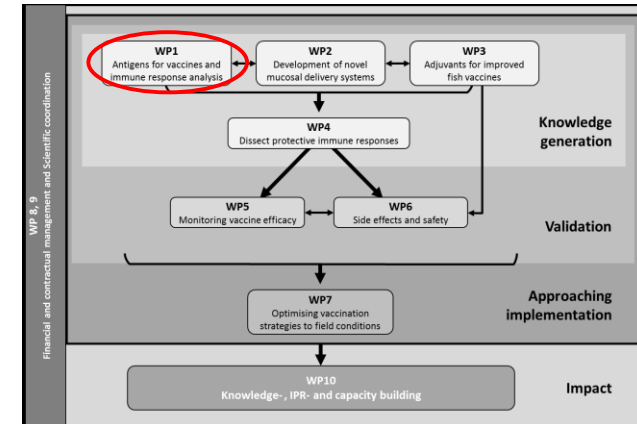 WP 8, 9
Financial and contractual management and Scientific coordination
WP1
Antigens for vaccines and
immune response analysis
WP2
Development of novel
mucosal delivery systems
WP3
Adjuvants for improved
fish vaccines
Knowledge
generation
WP4
Dissect protective immune responses
WP5
Monitoring vaccine efficacy
WP6
Side effects and safety
Validation
WP7
Optimising vaccination
strategies to field conditions
Approaching
implementation
WP10
Knowledge-, IPR- and capacity building
Impact